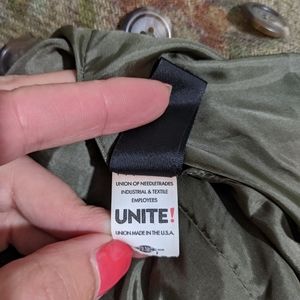 UNION OF NEEDLETRADES
INDUSTRIAL & TEXTILE
EMPLOYEES
UNITE!
UNION MADE IN THE U.S.A.